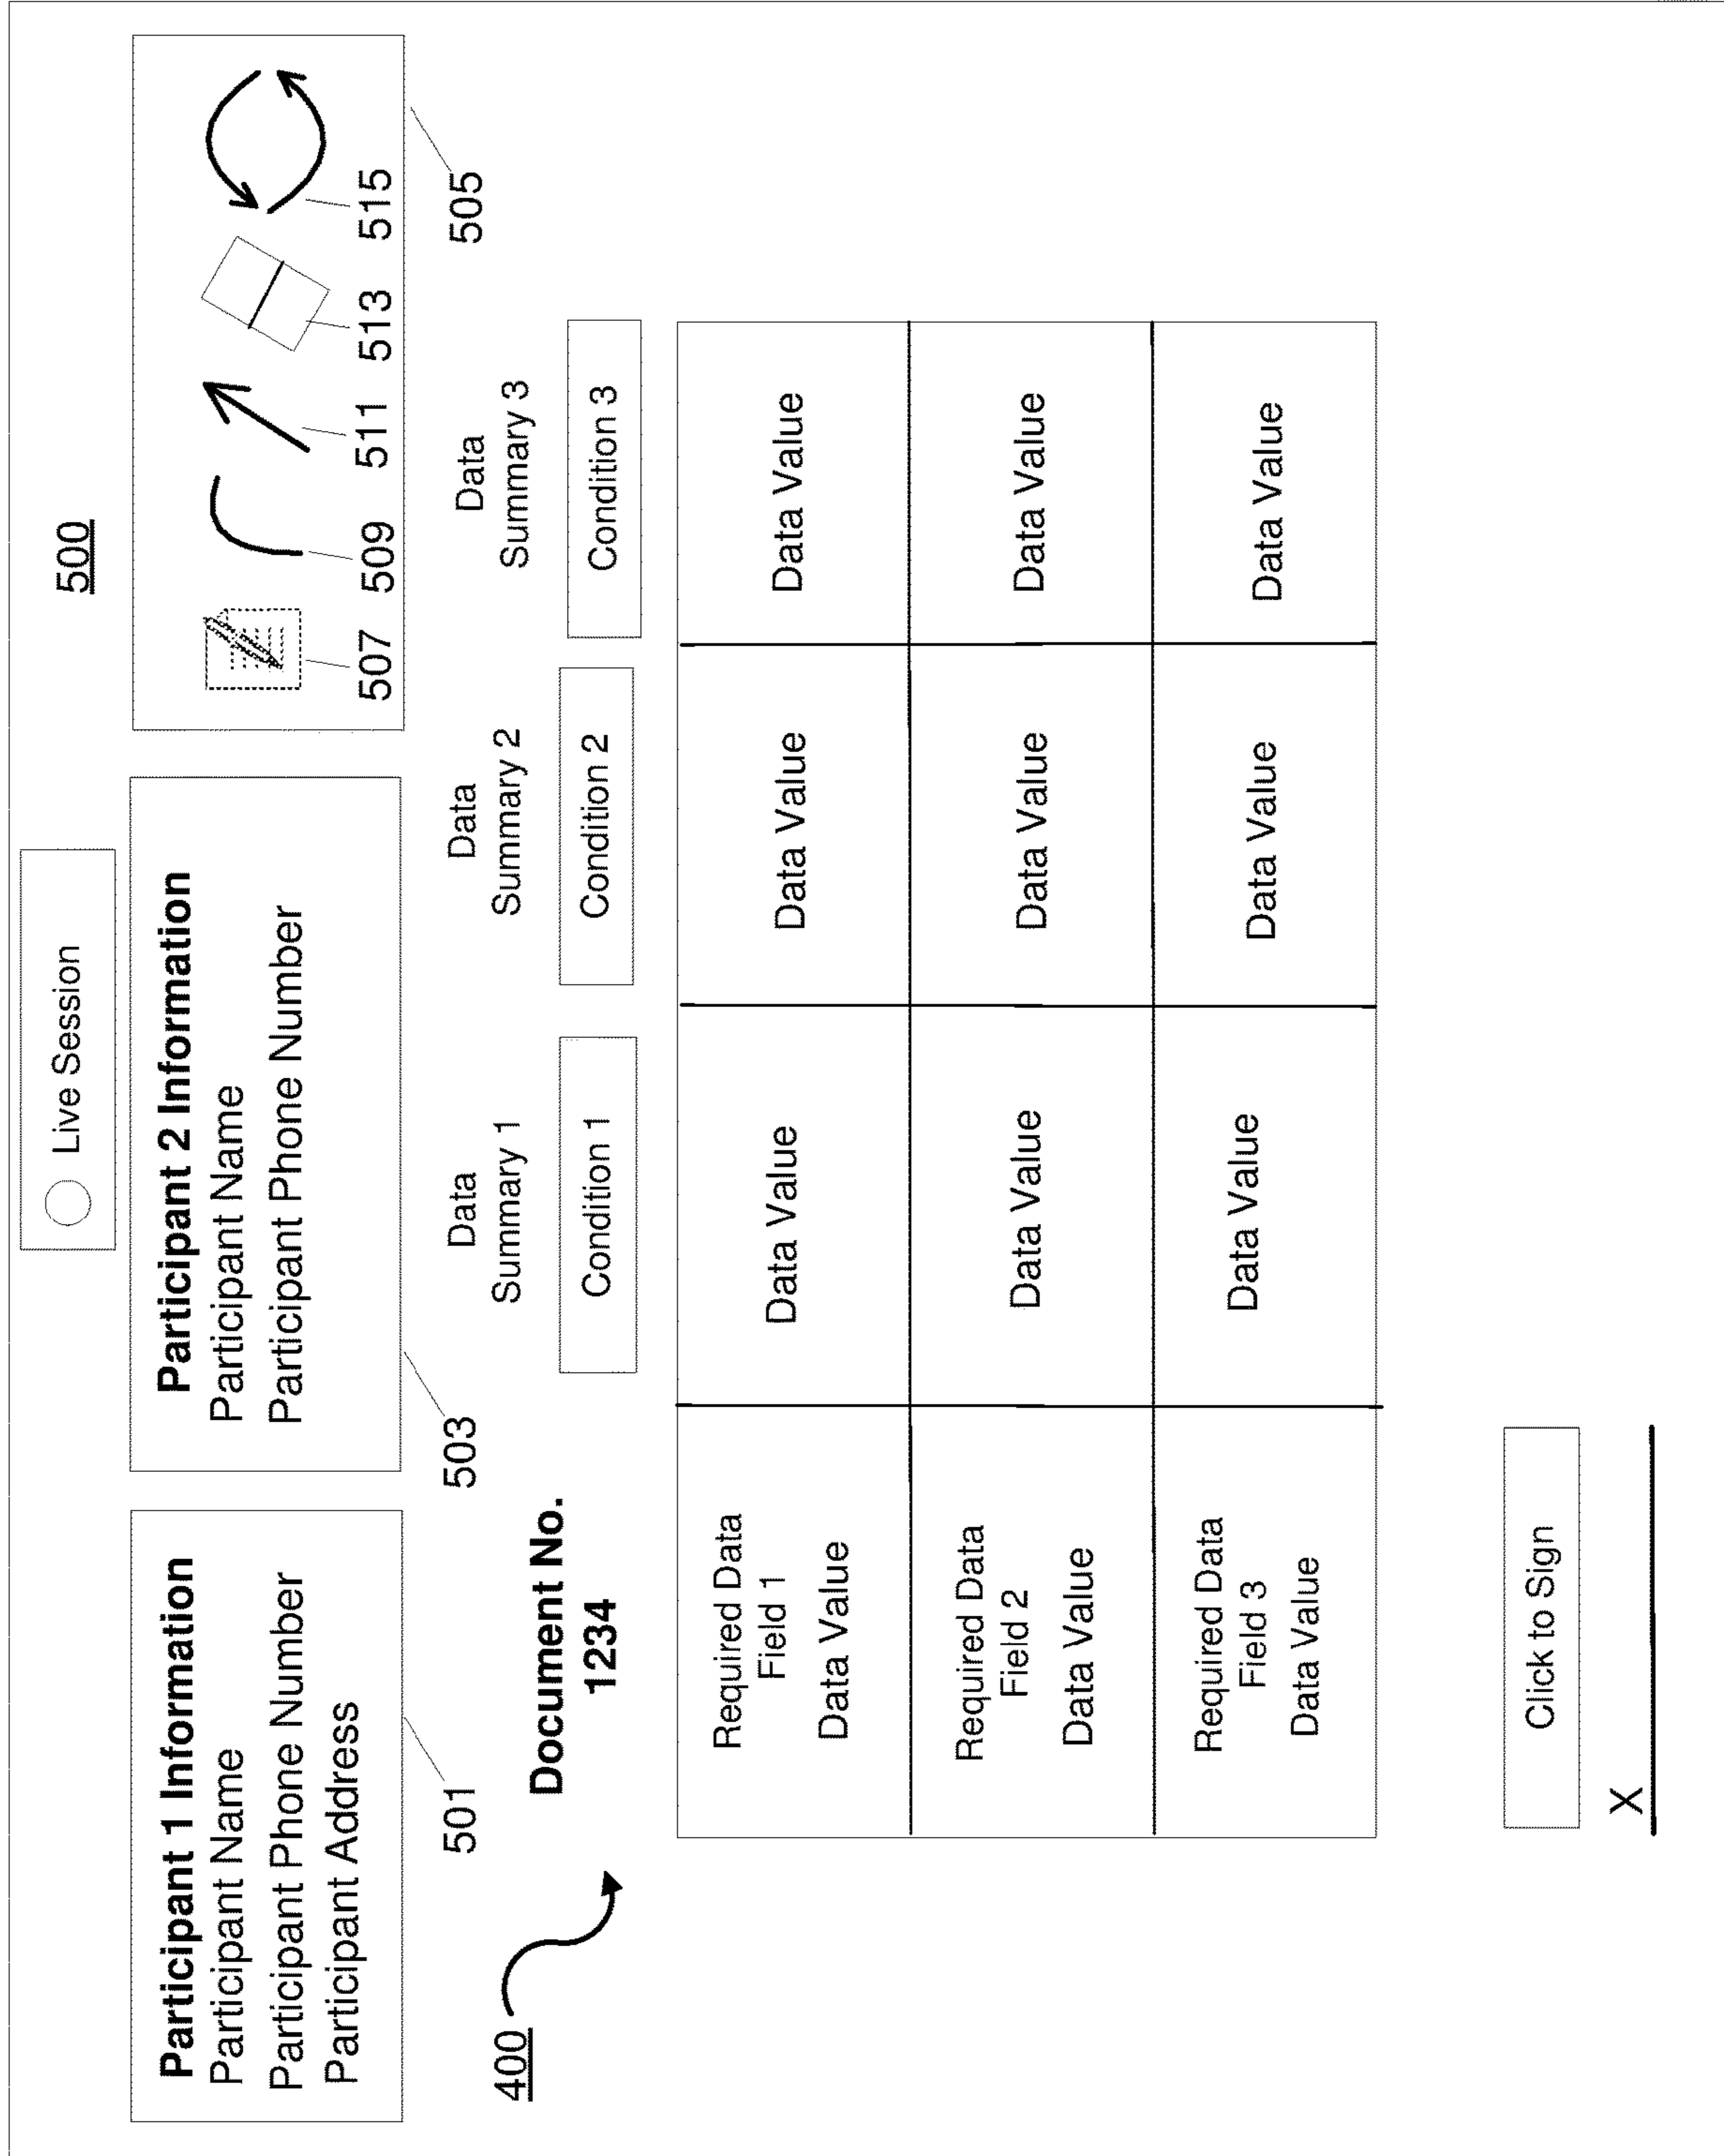 500
Live Session
Participant 1 Information
Participant Name
Participant Phone Number
Participant Address
501
Participant 2 Information
Participant Name
Participant Phone Number
503
507
509
511
513
515
505
400
Document No.
1234
Data
Summary 1
Condition 1
Data
Summary 2
Condition 2
Data
Summary 3
Condition 3
Required Data
Field 1
Data Value
Data Value
Data Value
Data Value
Required Data
Field 2
Data Value
Data Value
Data Value
Data Value
Required Data
Field 3
Data Value
Data Value
Data Value
Data Value
Click to Sign
X